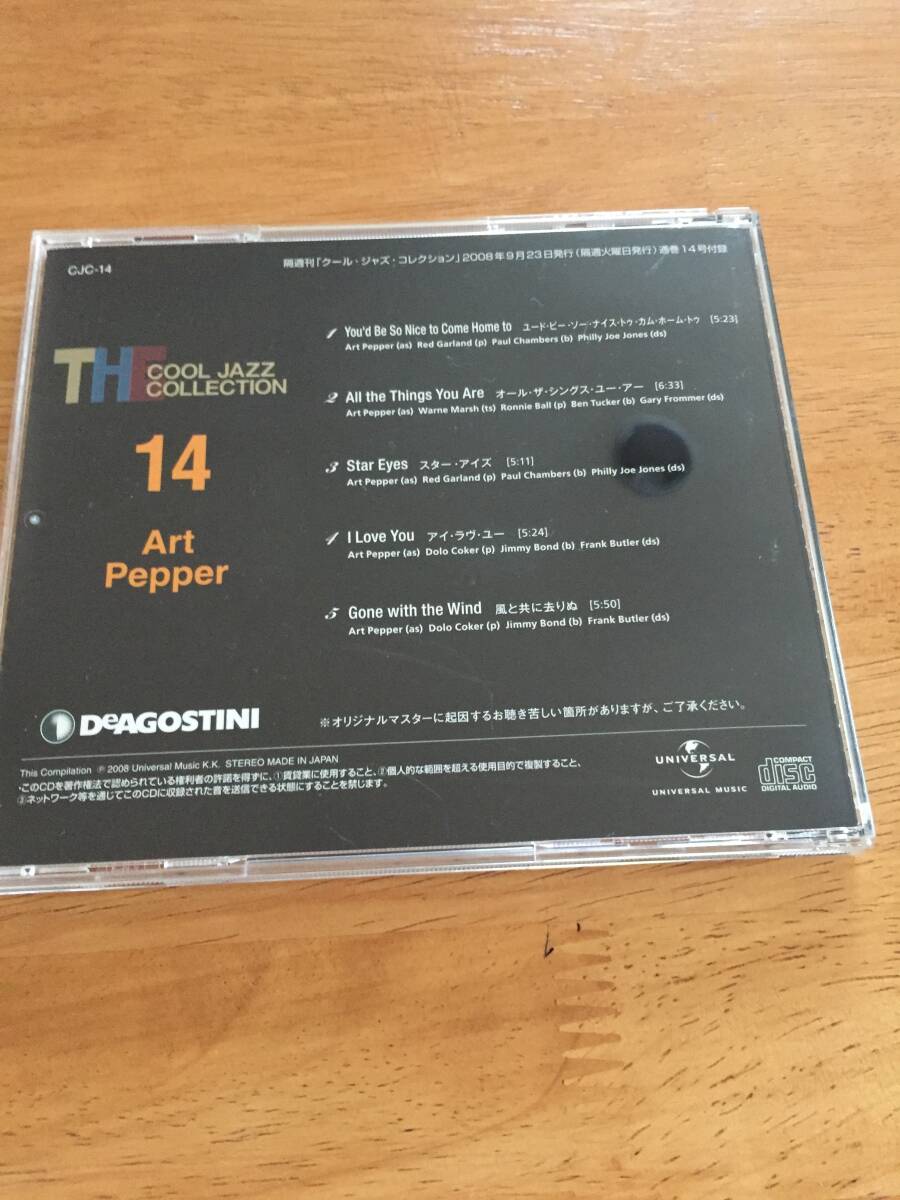 CJC-14
隔週刊「クール・ジャズ・コレクション」2008年9月23日発行(隔週火曜日発行)通巻14号付録
THE COOL JAZZ
COLLECTION
14
Art
Pepper
1 You'd Be So Nice to Come Home to ユード・ビー・ソー・ナイス・トゥ・カム・ホーム・トゥ [5:23]
Art Pepper (as) Red Garland (p) Paul Chambers (b) Philly Joe Jones (ds)
2 All the Things You Are オール・ザ・シングス・ユー・アー [6:33]
Art Pepper (as) Warne Marsh (ts) Ronnie Ball (p) Ben Tucker (b) Gary Frommer (ds)
3 Star Eyes スター・アイズ [5:11]
Art Pepper (as) Red Garland (p) Paul Chambers (b) Philly Joe Jones (ds)
4 I Love You アイ・ラヴ・ユー [5:24]
Art Pepper (as) Dolo Coker (p) Jimmy Bond (b) Frank Butler (ds)
5 Gone with the Wind 風と共に去りぬ [5:50]
Art Pepper (as) Dolo Coker (p) Jimmy Bond (b) Frank Butler (ds)
DeAGOSTINI
※オリジナルマスターに起因するお聴き苦しい箇所がありますが、ご了承ください。
This Compilation ℗ 2008 Universal Music K.K. STEREO MADE IN JAPAN
・このCDを著作権法で認められている権利者の許諾を得ずに、①賃貸業に使用すること、②個人的な範囲を超える使用目的で複製すること、
③ネットワーク等を通じてこのCDに収録された音を送信できる状態にすることを禁じます。
UNIVERSAL
UNIVERSAL MUSIC
COMPACT
disc
DIGITAL AUDIO